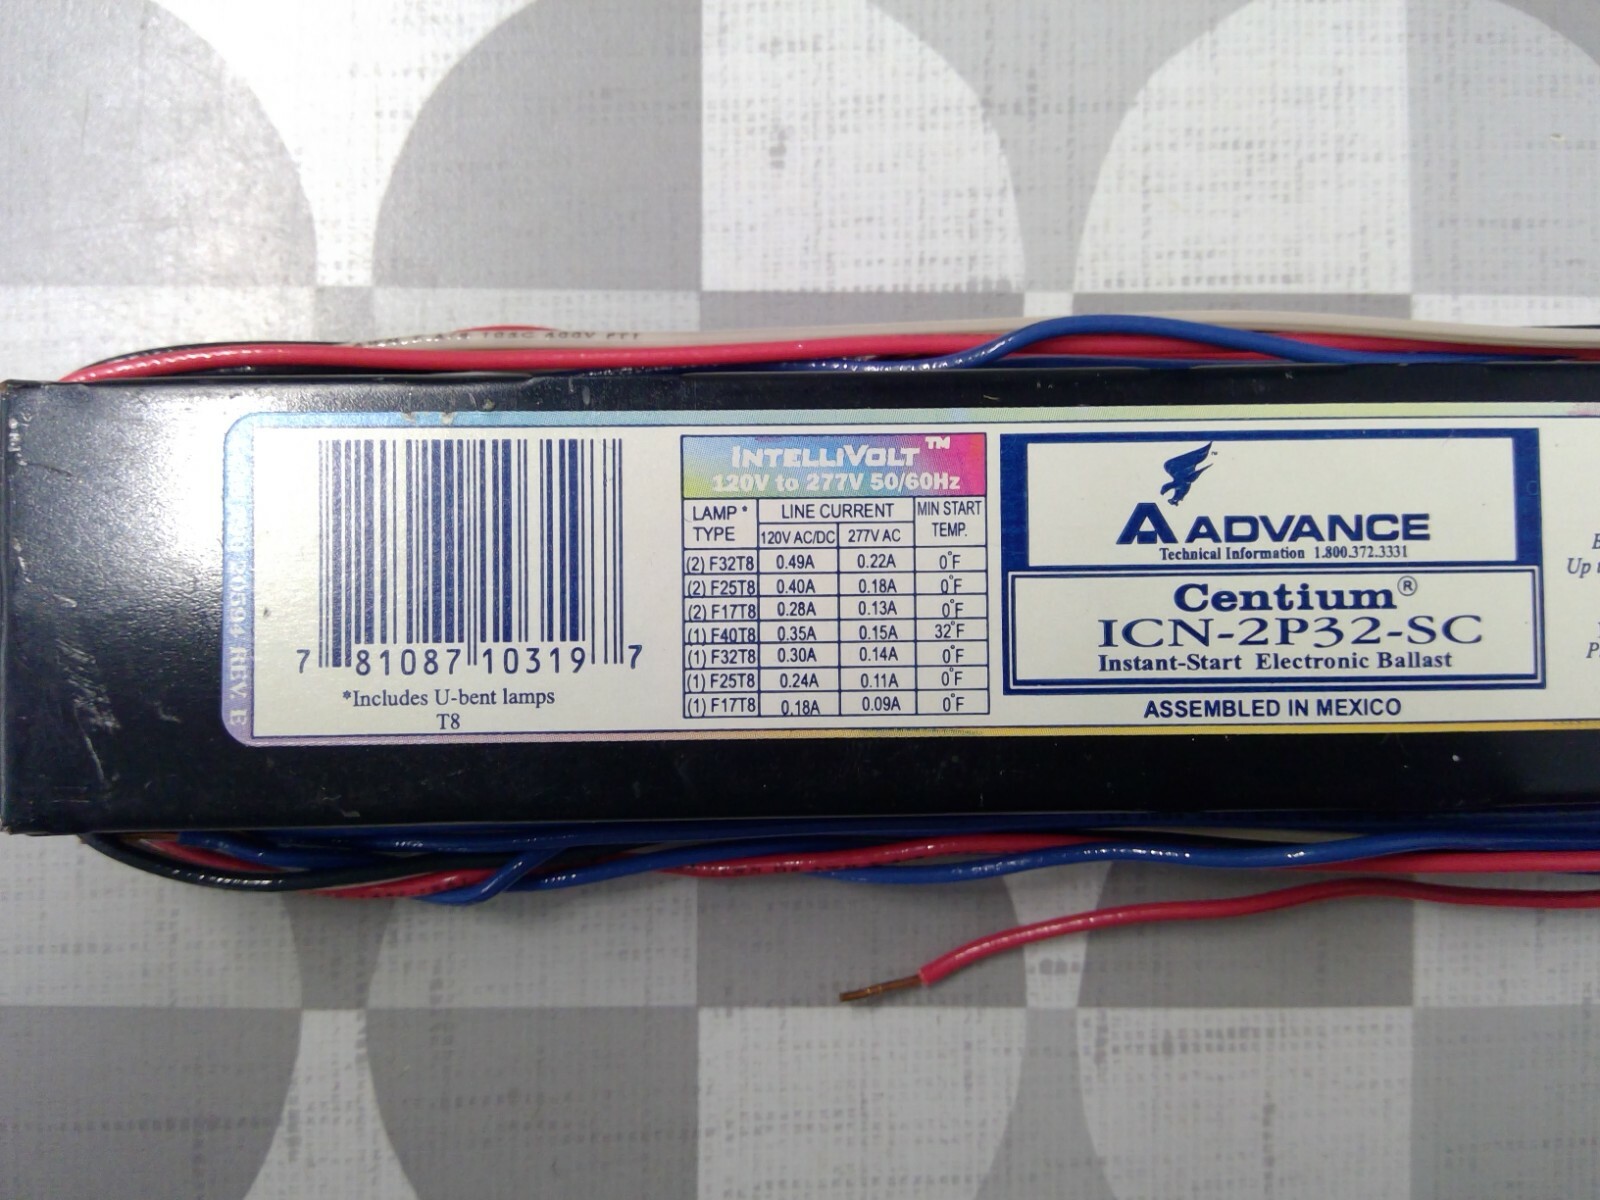 7 81087 10319 7
*Includes U-bent lamps
T8
INTELLIVOLT™
120V to 277V 50/60Hz
LAMP * TYPE LINE CURRENT MIN START TEMP.
120V AC/DC 277V AC
(2) F32T8 0.49A 0.22A 0°F
(2) F25T8 0.40A 0.18A 0°F
(2) F17T8 0.28A 0.13A 0°F
(1) F40T8 0.35A 0.15A 32°F
(1) F32T8 0.30A 0.14A 0°F
(1) F25T8 0.24A 0.11A 0°F
(1) F17T8 0.18A 0.09A 0°F
ADVANCE
Technical Information 1.800.372.3331
Centium®
ICN-2P32-SC
Instant-Start Electronic Ballast
ASSEMBLED IN MEXICO
Up
REV E